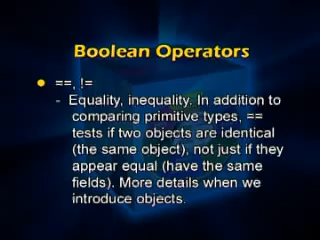 Boolean Operators
==, !=
- Equality, inequality. In addition to
comparing primitive types, ==
tests if two objects are identical
(the same object), not just if they
appear equal (have the same
fields). More details when we
introduce objects.